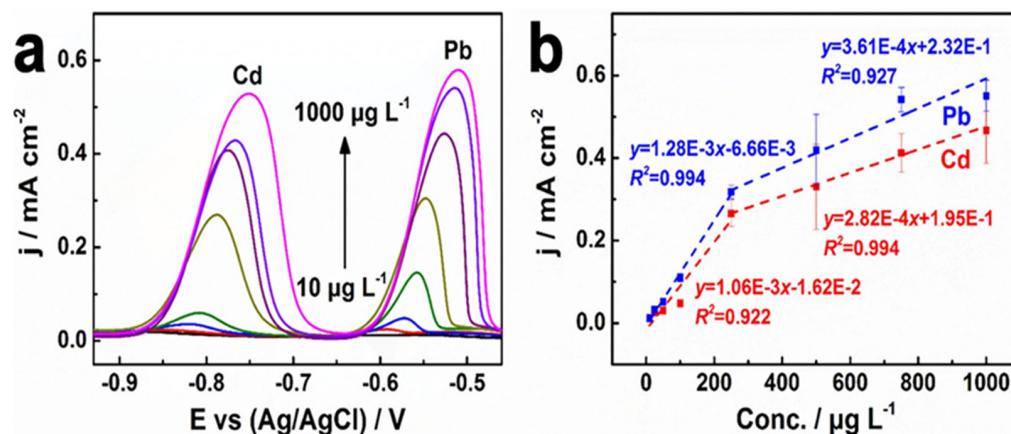 a
Cd
Pb
1000 µg L⁻¹
10 µg L⁻¹
0.6
0.4
0.2
0.0
j / mA cm⁻²
-0.9
-0.8
-0.7
-0.6
-0.5
E vs (Ag/AgCl) / V
b
y=3.61E-4x+2.32E-1
R²=0.927
Pb
Cd
y=1.28E-3x-6.66E-3
R²=0.994
y=2.82E-4x+1.95E-1
R²=0.994
y=1.06E-3x-1.62E-2
R²=0.922
0.6
0.4
0.2
0.0
j / mA cm⁻²
0
200
400
600
800
1000
Conc. / µg L⁻¹